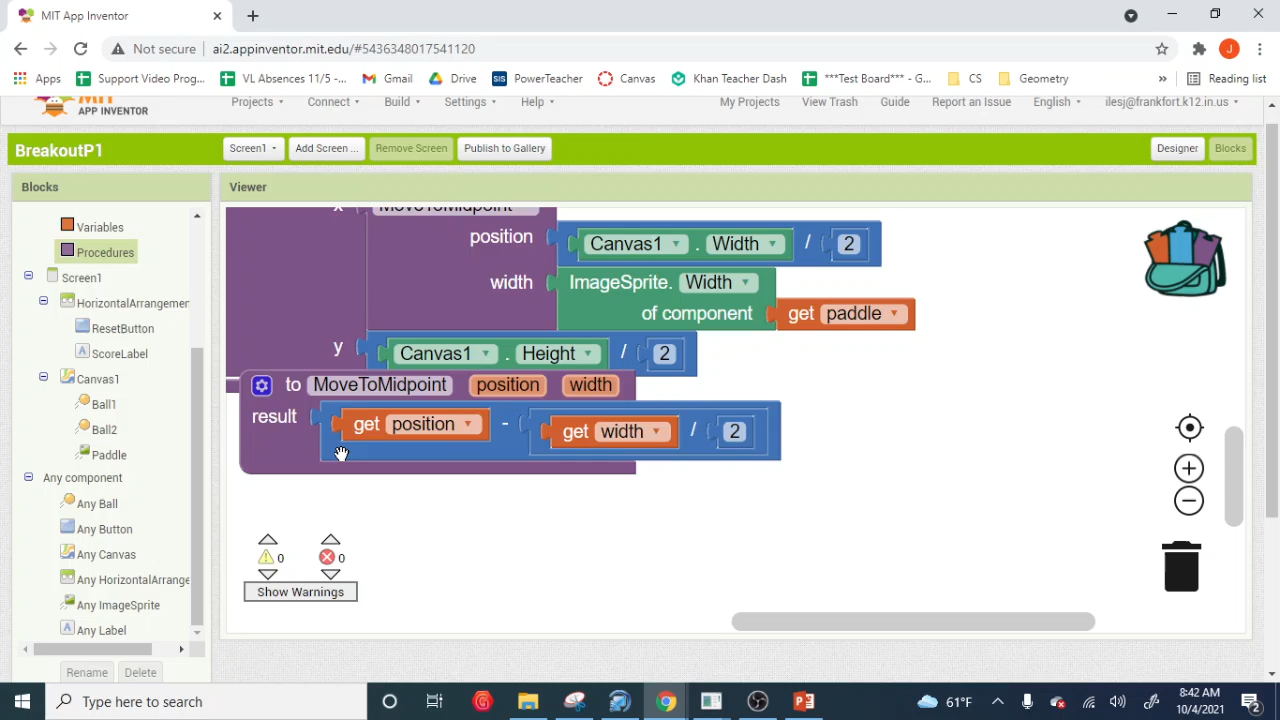 MIT App Inventor
Not secure ai2.appinventor.mit.edu/#5436348017541120
J
Apps Support Video Prog... VL Absences 11/5 -... Gmail Drive SIS PowerTeacher Canvas Khan Teacher Dash ***Test Board*** - G... CS Geometry » Reading list
MIT
APP INVENTOR
Projects Connect Build Settings Help My Projects View Trash Guide Report an Issue English ilesj@frankfort.k12.in.us
BreakoutP1
Screen1 Add Screen ... Remove Screen Publish to Gallery Designer Blocks
Blocks
Viewer
Variables
Procedures
Screen1
HorizontalArrangemer
ResetButton
ScoreLabel
Canvas1
Ball1
Ball2
Paddle
Any component
Any Ball
Any Button
Any Canvas
Any HorizontalArrange
Any ImageSprite
Any Label
Rename Delete
x MoveToMidpoint
position Canvas1 . Width / 2
width ImageSprite. Width
of component get paddle
y Canvas1 . Height / 2
to MoveToMidpoint position width
result get position - get width / 2
0 0
Show Warnings
Type here to search
61°F
8:42 AM
10/4/2021
2